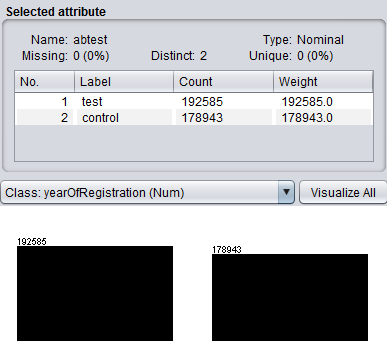 Selected attribute
Name: abtest Type: Nominal
Missing: 0 (0%) Distinct: 2 Unique: 0 (0%)
No. Label Count Weight
1 test 192585 192585.0
2 control 178943 178943.0
Class: yearOfRegistration (Num) Visualize All
192585
178943